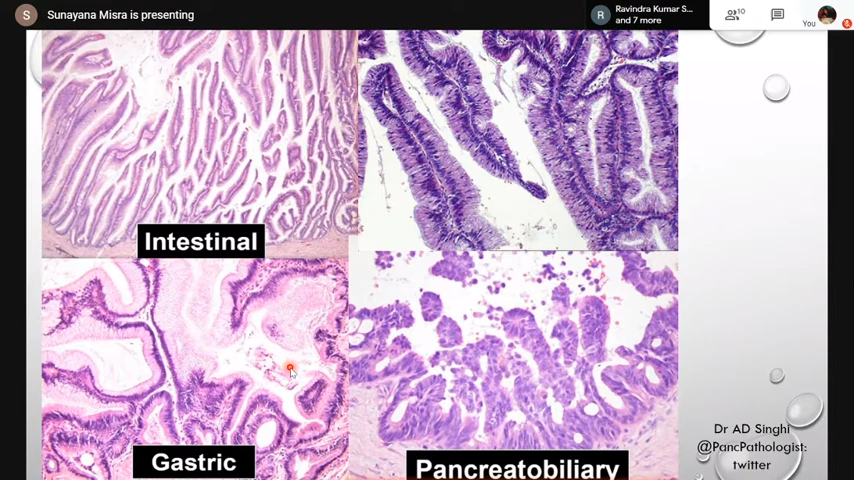 S Sunayana Misra is presenting
R Ravindra Kumar S...
and 7 more
10
You
Intestinal
Gastric
Pancreatobiliary
Dr AD Singhi
@PancPathologist:
twitter